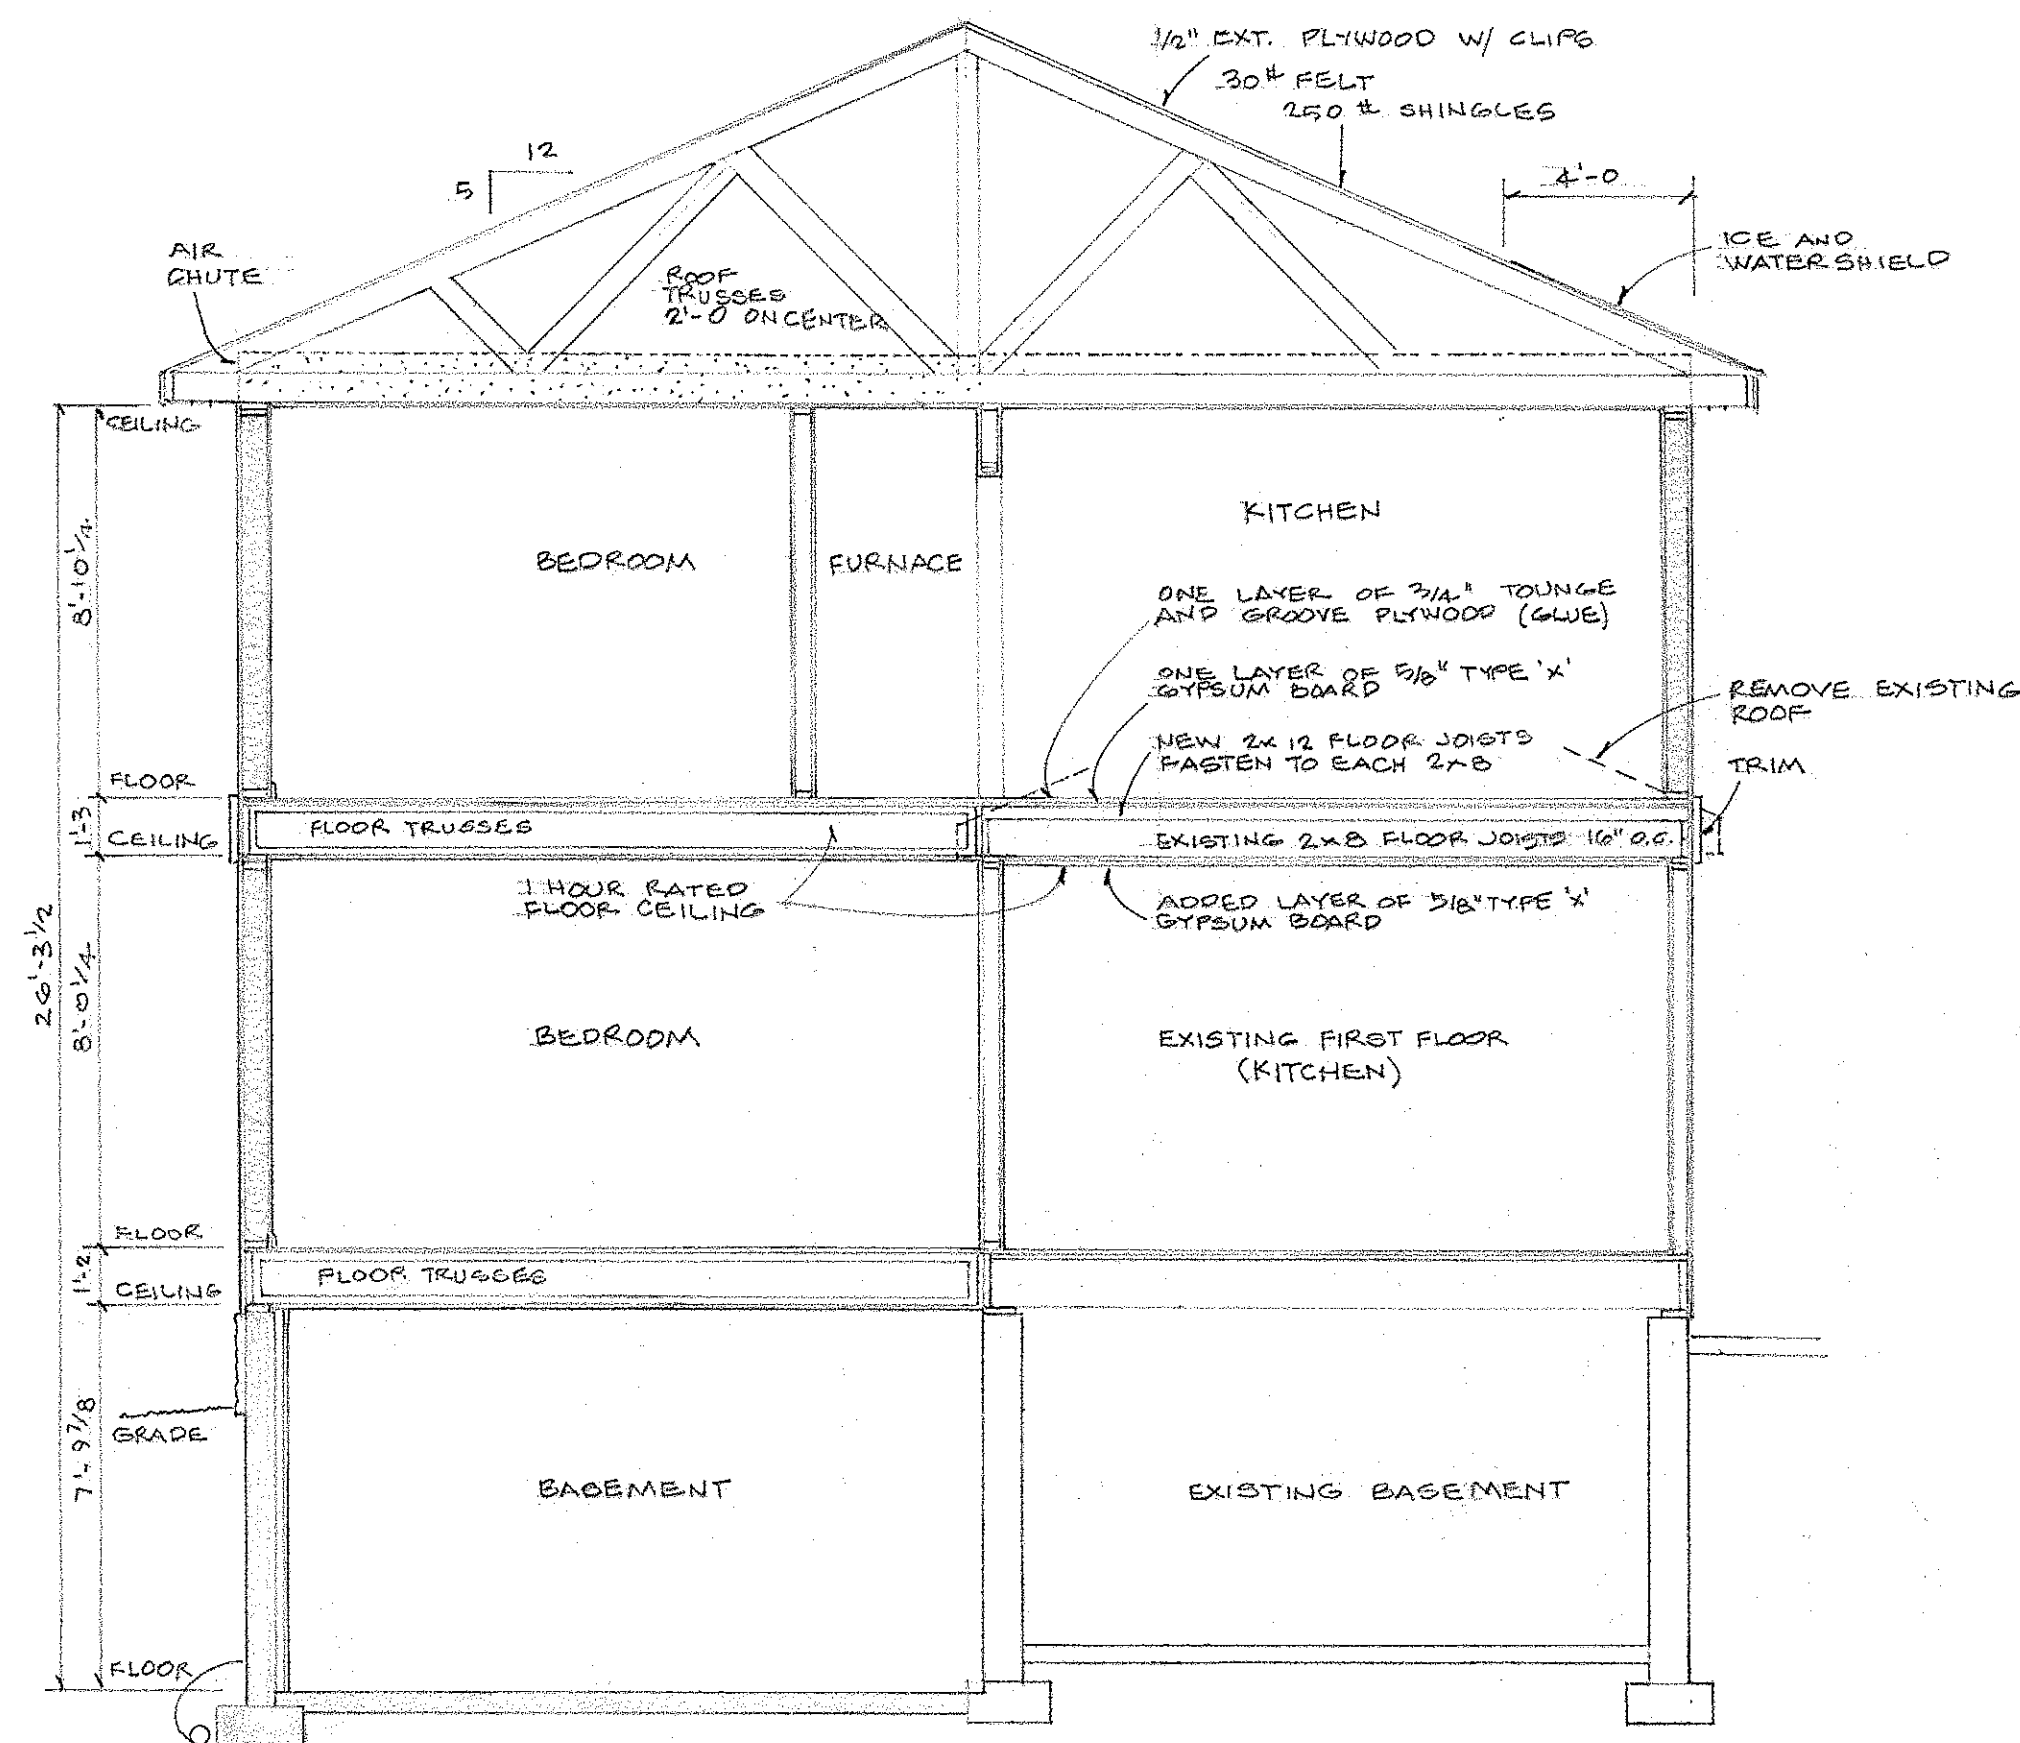 1/2" EXT. PLYWOOD W/ CLIPS
30# FELT
250 # SHINGLES
12
5
4'-0
ICE AND
WATER SHIELD
AIR
CHUTE
ROOF
TRUSSES
2'-0 ON CENTER
CEILING
8'-10 1/4
BEDROOM
FURNACE
KITCHEN
ONE LAYER OF 3/4" TOUNGE
AND GROOVE PLYWOOD (GLUE)
ONE LAYER OF 5/8" TYPE 'X'
GYPSUM BOARD
REMOVE EXISTING
ROOF
NEW 2x12 FLOOR JOISTS
FASTEN TO EACH 2x8
TRIM
FLOOR
1'-3
CEILING
FLOOR TRUSSES
EXISTING 2x8 FLOOR JOISTS 16" O.C.
1 HOUR RATED
FLOOR CEILING
ADDED LAYER OF 5/8" TYPE 'X'
GYPSUM BOARD
26'-3 1/2
8'-0 1/4
BEDROOM
EXISTING FIRST FLOOR
(KITCHEN)
FLOOR
1'-2
CEILING
FLOOR TRUSSES
GRADE
7'-9 7/8
BASEMENT
EXISTING BASEMENT
FLOOR